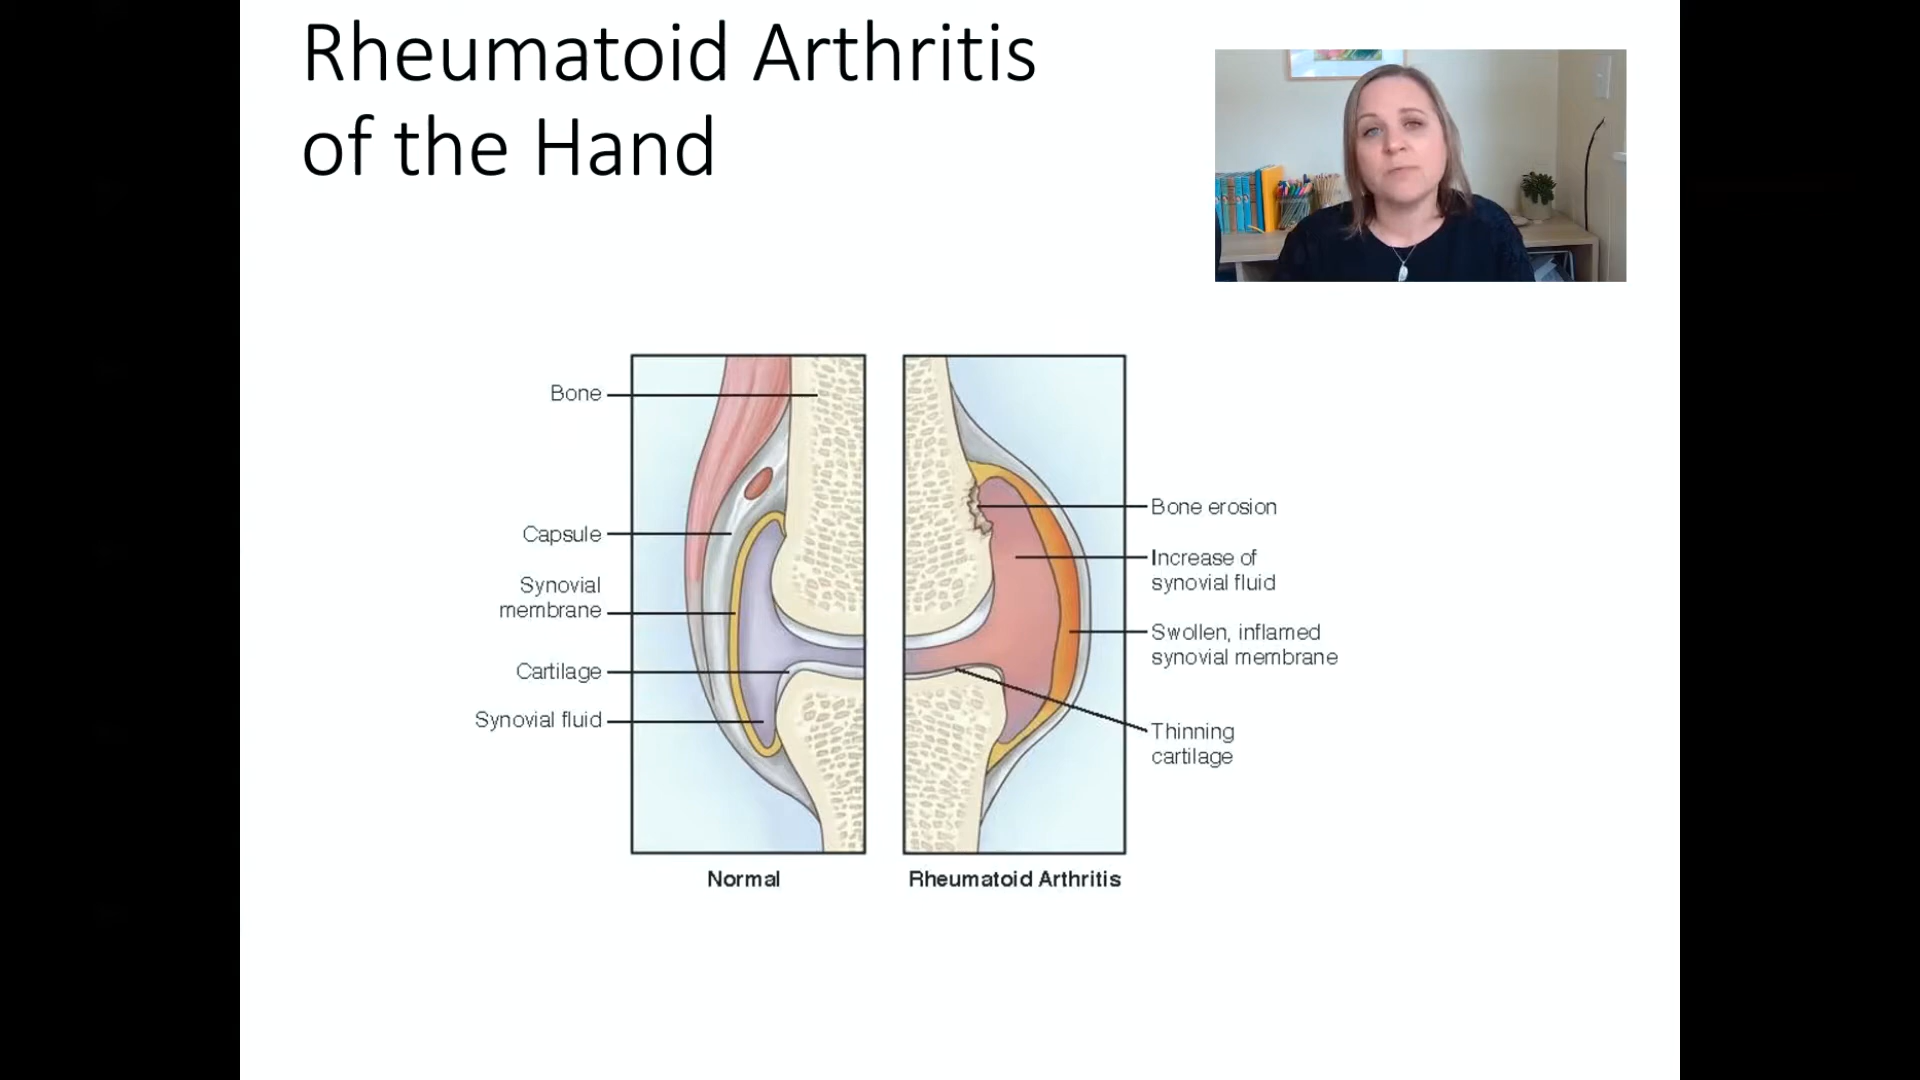 Rheumatoid Arthritis
of the Hand
Bone
Capsule
Synovial
membrane
Cartilage
Synovial fluid
Bone erosion
Increase of
synovial fluid
Swollen, inflamed
synovial membrane
Thinning
cartilage
Normal
Rheumatoid Arthritis